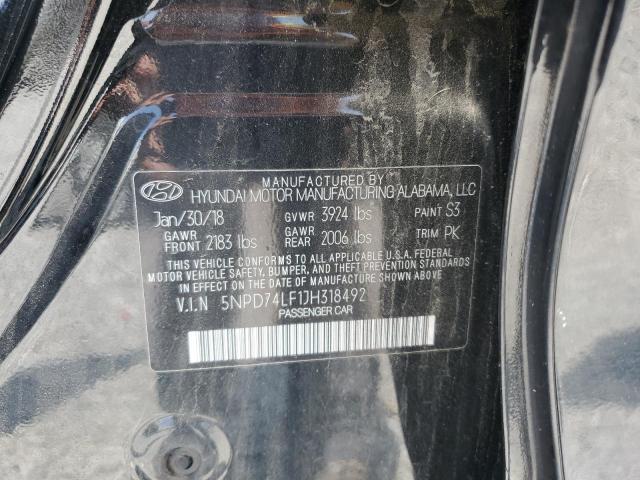 MANUFACTURED BY
HYUNDAI MOTOR MANUFACTURING ALABAMA, LLC
Jan/30/18 GVWR 3924 lbs PAINT S3
GAWR FRONT 2183 lbs GAWR REAR 2006 lbs TRIM PK
THIS VEHICLE CONFORMS TO ALL APPLICABLE U.S.A. FEDERAL
SAFETY, BUMPER, AND THEFT PREVENTION STANDARDS
IN EFFECT ON THE DATE OF MANUFACTURE SHOWN ABOVE.
V.I.N 5NPD74LF1JH318492
PASSENGER CAR